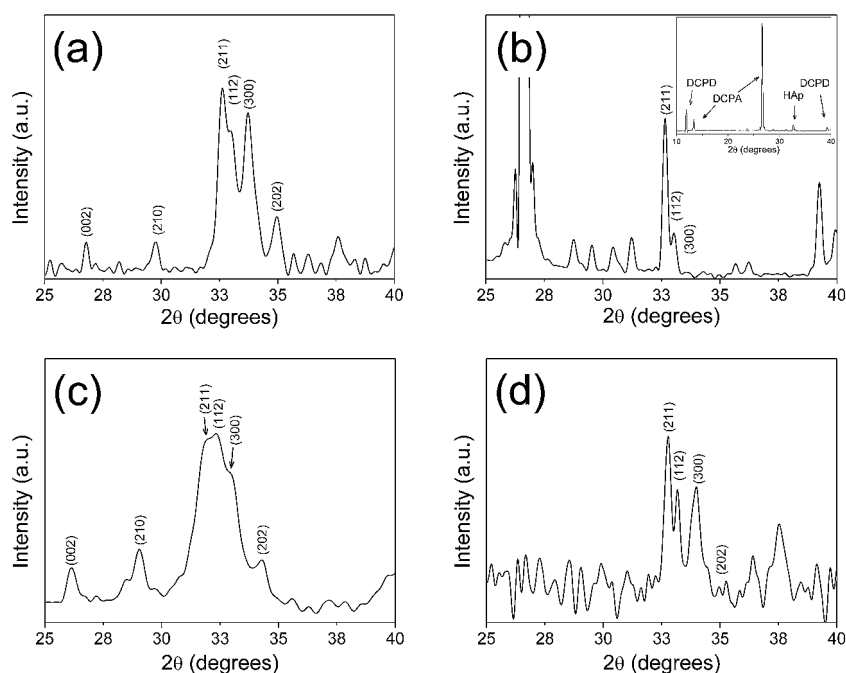 (a)
Intensity (a.u.)
(002)
(210)
(211)
(112)
(300)
(202)
25 28 30 33 35 38 40
2θ (degrees)
(b)
Intensity (a.u.)
(211)
(112)
(300)
DCPD
DCPA
HAp
DCPD
10 20 30 40
2θ (degrees)
25 28 30 33 35 38 40
2θ (degrees)
(c)
Intensity (a.u.)
(002)
(210)
(211)
(112)
(300)
(202)
25 28 30 33 35 38 40
2θ (degrees)
(d)
Intensity (a.u.)
(211)
(112)
(300)
(202)
25 28 30 33 35 38 40
2θ (degrees)